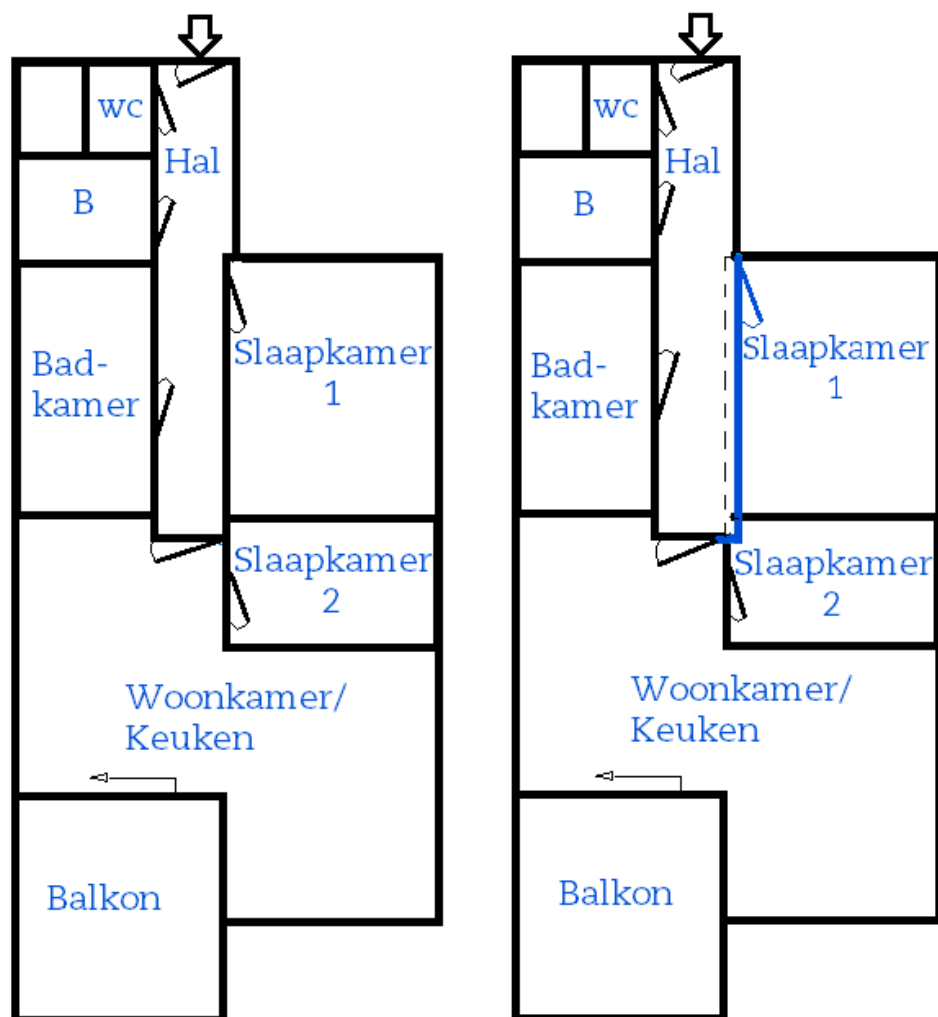 wc
Hal
B
Bad-
kamer
Slaapkamer
1
Slaapkamer
2
Woonkamer/
Keuken
Balkon
wc
Hal
B
Bad-
kamer
Slaapkamer
1
Slaapkamer
2
Woonkamer/
Keuken
Balkon